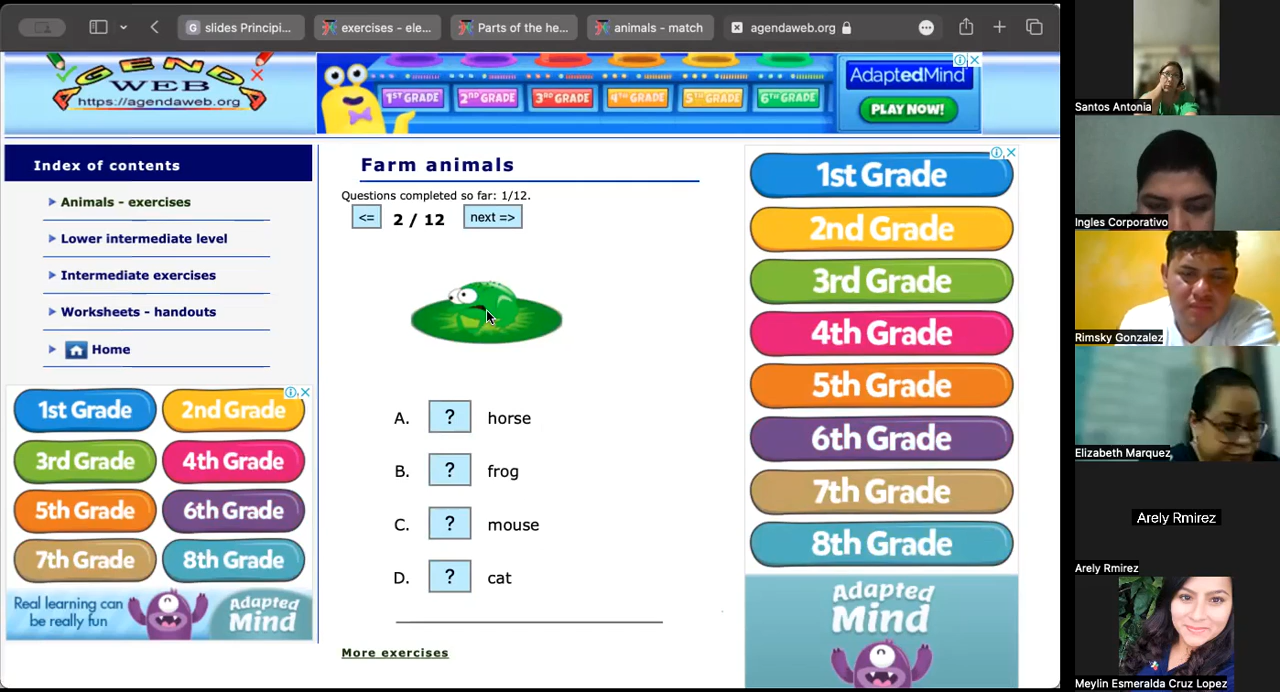 slides Principi...
exercises - ele...
Parts of the he...
animals - match
agendaweb.org
AGENDA
WEB
https://agendaweb.org
1ST GRADE
2ND GRADE
3RD GRADE
4TH GRADE
5TH GRADE
6TH GRADE
AdaptedMind
PLAY NOW!
Index of contents
Animals - exercises
Lower intermediate level
Intermediate exercises
Worksheets - handouts
Home
1st Grade
2nd Grade
3rd Grade
4th Grade
5th Grade
6th Grade
7th Grade
8th Grade
Real learning can
be really fun
Adapted
Mind
Farm animals
Questions completed so far: 1/12.
<= 2 / 12 next =>
A. ? horse
B. ? frog
C. ? mouse
D. ? cat
More exercises
1st Grade
2nd Grade
3rd Grade
4th Grade
5th Grade
6th Grade
7th Grade
8th Grade
Adapted
Mind
Santos Antonia
Ingles Corporativo
Rimsky Gonzalez
Elizabeth Marquez
Arely Rmirez
Arely Rmirez
Meylin Esmeralda Cruz Lopez